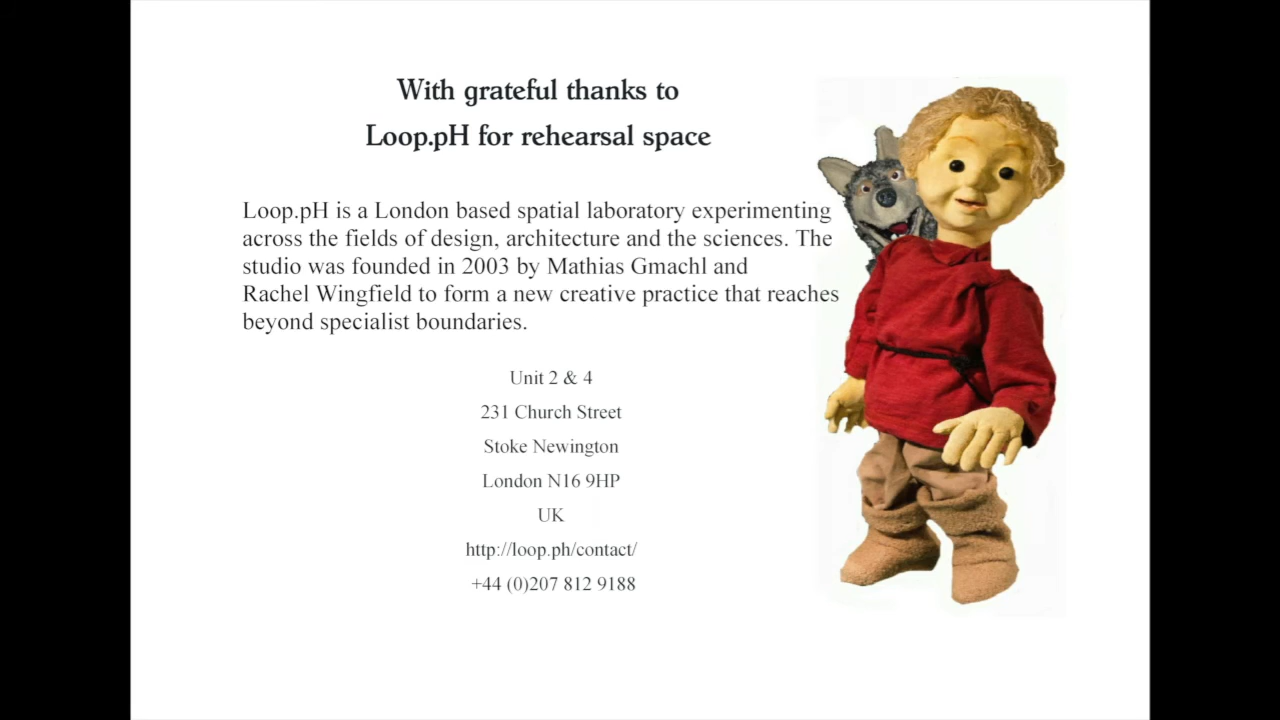 With grateful thanks to
Loop.pH for rehearsal space
Loop.pH is a London based spatial laboratory experimenting
across the fields of design, architecture and the sciences. The
studio was founded in 2003 by Mathias Gmachl and
Rachel Wingfield to form a new creative practice that reaches
beyond specialist boundaries.
Unit 2 & 4
231 Church Street
Stoke Newington
London N16 9HP
UK
http://loop.ph/contact/
+44 (0)207 812 9188